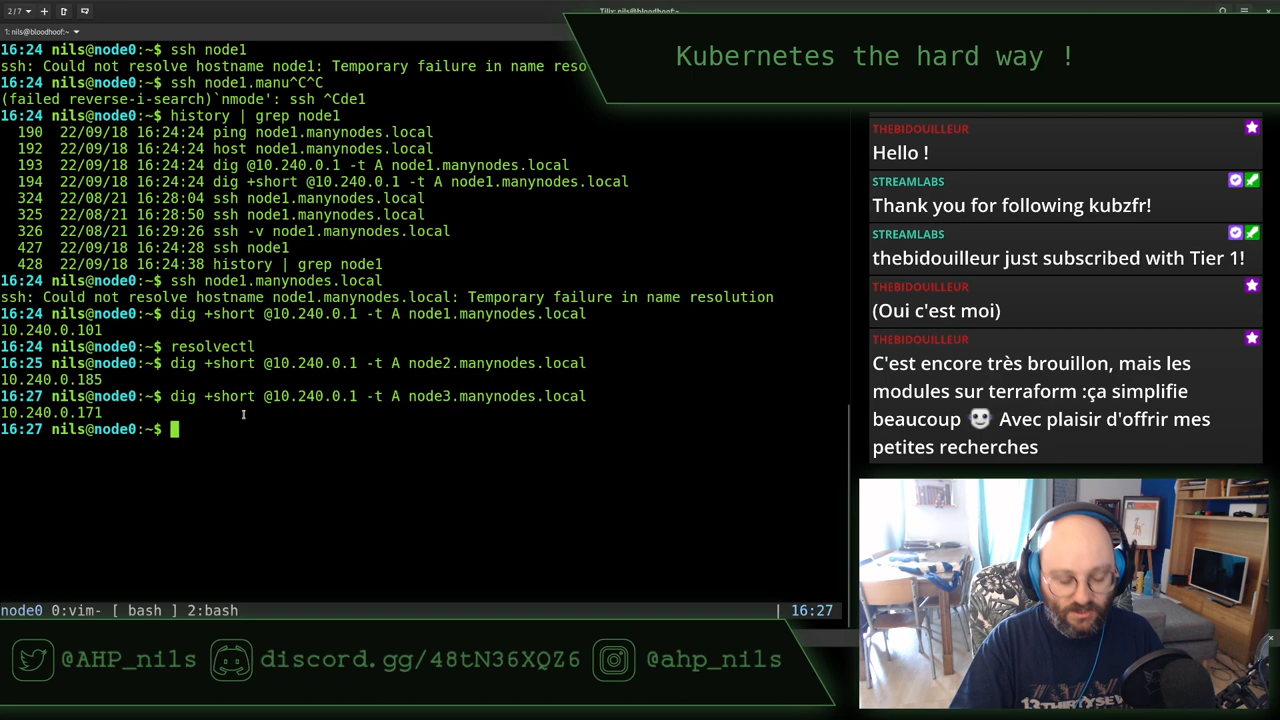 2/7
Tilix: nils@bloodhoof:~
1: nils@bloodhoof:~
16:24 nils@node0:~$ ssh node1
ssh: Could not resolve hostname node1: Temporary failure in name reso
16:24 nils@node0:~$ ssh node1.manu^C^C
(failed reverse-i-search)`nmode': ssh ^Cde1
16:24 nils@node0:~$ history | grep node1
190 22/09/18 16:24:24 ping node1.manynodes.local
192 22/09/18 16:24:24 host node1.manynodes.local
193 22/09/18 16:24:24 dig @10.240.0.1 -t A node1.manynodes.local
194 22/09/18 16:24:24 dig +short @10.240.0.1 -t A node1.manynodes.local
324 22/08/21 16:28:04 ssh node1.manynodes.local
325 22/08/21 16:28:50 ssh node1.manynodes.local
326 22/08/21 16:29:26 ssh -v node1.manynodes.local
427 22/09/18 16:24:28 ssh node1
428 22/09/18 16:24:38 history | grep node1
16:24 nils@node0:~$ ssh node1.manynodes.local
ssh: Could not resolve hostname node1.manynodes.local: Temporary failure in name resolution
16:24 nils@node0:~$ dig +short @10.240.0.1 -t A node1.manynodes.local
10.240.0.101
16:24 nils@node0:~$ resolvectl
16:25 nils@node0:~$ dig +short @10.240.0.1 -t A node2.manynodes.local
10.240.0.185
16:27 nils@node0:~$ dig +short @10.240.0.1 -t A node3.manynodes.local
10.240.0.171
16:27 nils@node0:~$
node0 0:vim- [ bash ] 2:bash | 16:27
Kubernetes the hard way !
THEBIDOUILLEUR
Hello !
STREAMLABS
Thank you for following kubzfr!
STREAMLABS
thebidouilleur just subscribed with Tier 1!
THEBIDOUILLEUR
(Oui c'est moi)
THEBIDOUILLEUR
C'est encore très brouillon, mais les
modules sur terraform :ça simplifie
beaucoup Avec plaisir d'offrir mes
petites recherches
@AHP_nils discord.gg/48tN36XQZ6 @ahp_nils